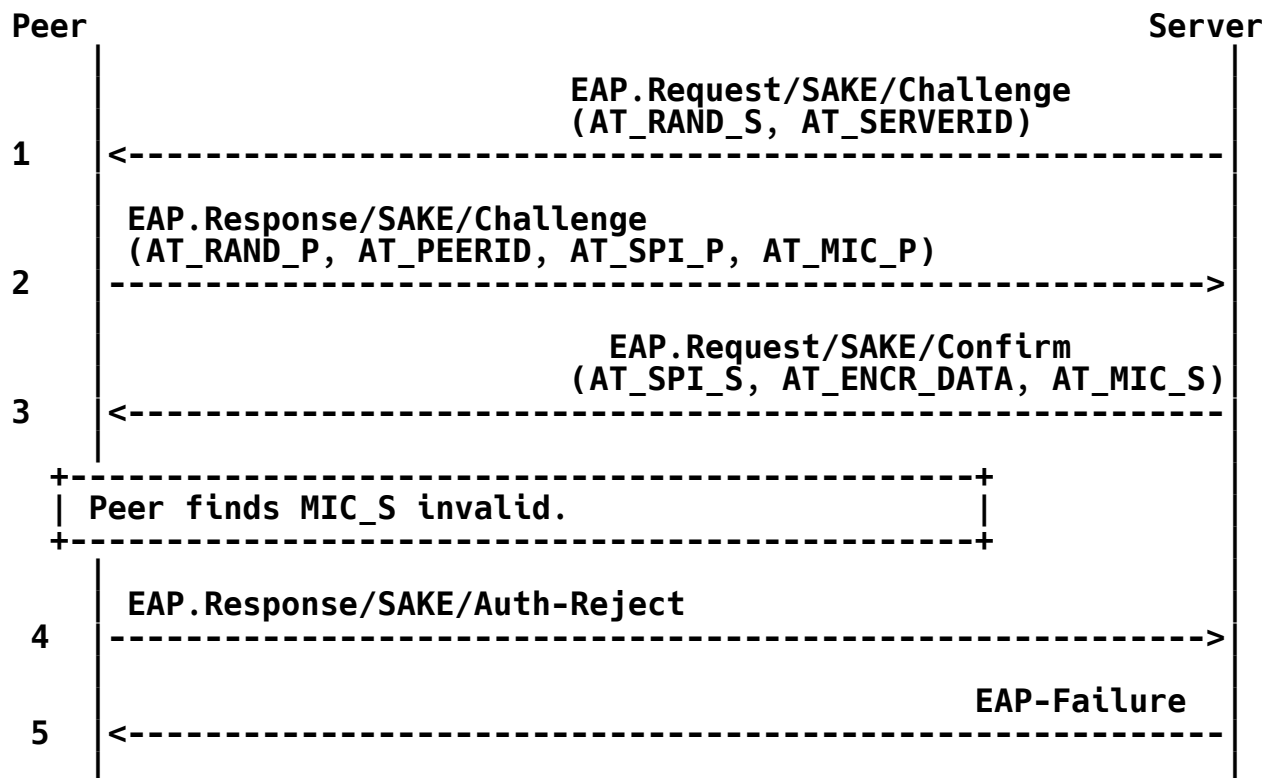 Peer Server
EAP.Request/SAKE/Challenge
(AT_RAND_S, AT_SERVERID)
1
EAP.Response/SAKE/Challenge
(AT_RAND_P, AT_PEERID, AT_SPI_P, AT_MIC_P)
2
EAP.Request/SAKE/Confirm
(AT_SPI_S, AT_ENCR_DATA, AT_MIC_S)
3
Peer finds MIC_S invalid.
EAP.Response/SAKE/Auth-Reject
4
EAP-Failure
5